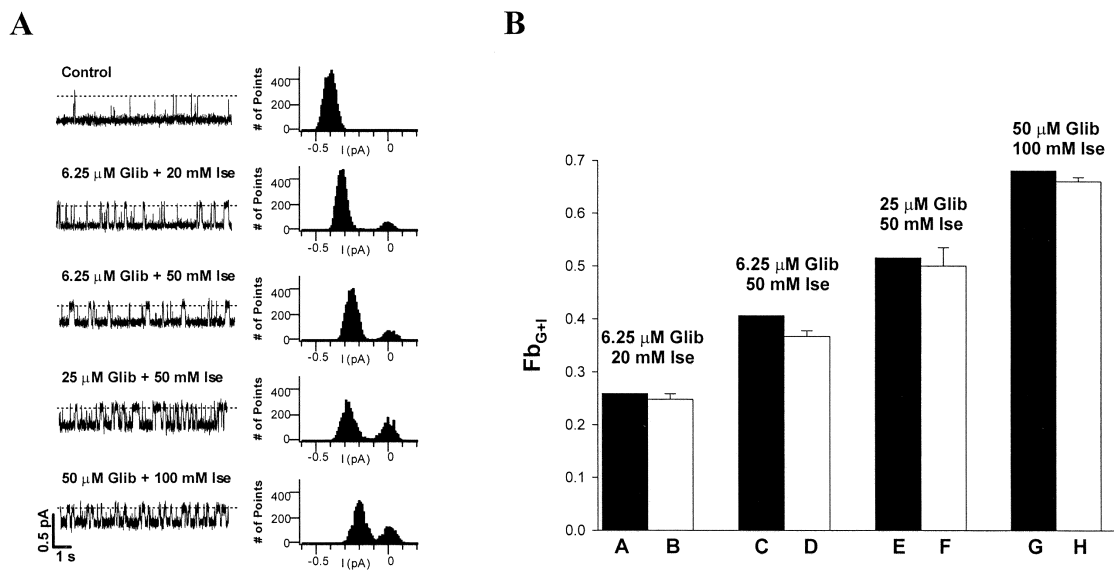 A
B
Control
400
200
0
# of Points
-0.5
0
I (pA)
6.25 μM Glib + 20 mM Ise
400
200
0
# of Points
-0.5
0
I (pA)
6.25 μM Glib + 50 mM Ise
400
200
0
# of Points
-0.5
0
I (pA)
25 μM Glib + 50 mM Ise
400
200
0
# of Points
-0.5
0
I (pA)
50 μM Glib + 100 mM Ise
400
200
0
# of Points
-0.5
0
I (pA)
0.5 pA
1 s
FbG+I
0.7
0.6
0.5
0.4
0.3
0.2
0.1
0.0
6.25 μM Glib
20 mM Ise
6.25 μM Glib
50 mM Ise
25 μM Glib
50 mM Ise
50 μM Glib
100 mM Ise
A B C D E F G H